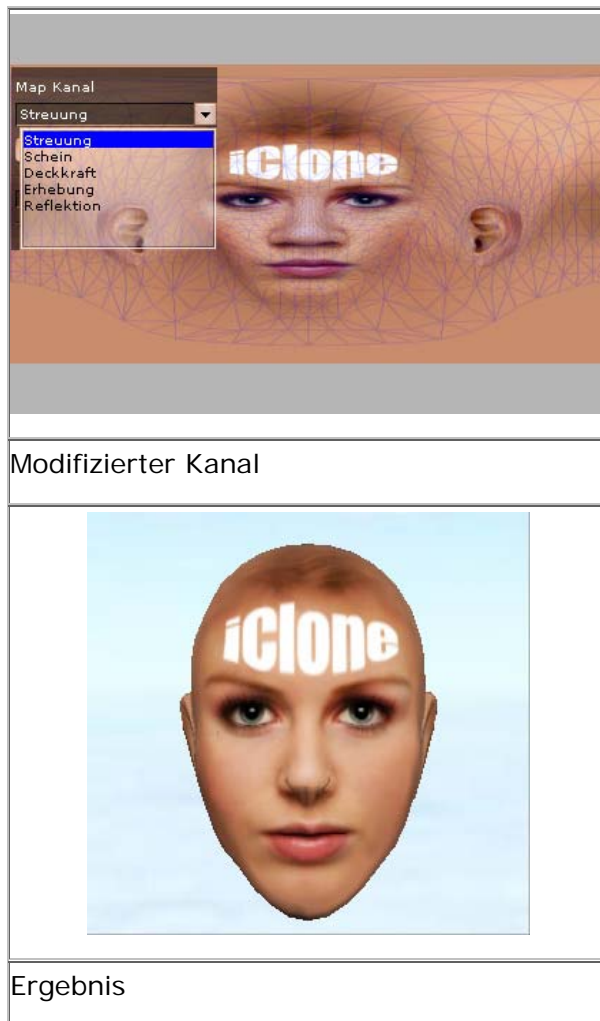 Map Kanal
Streuung
Streuung
Schein
Deckkraft
Erhebung
Reflektion
iClone
Modifizierter Kanal
iClone
Ergebnis